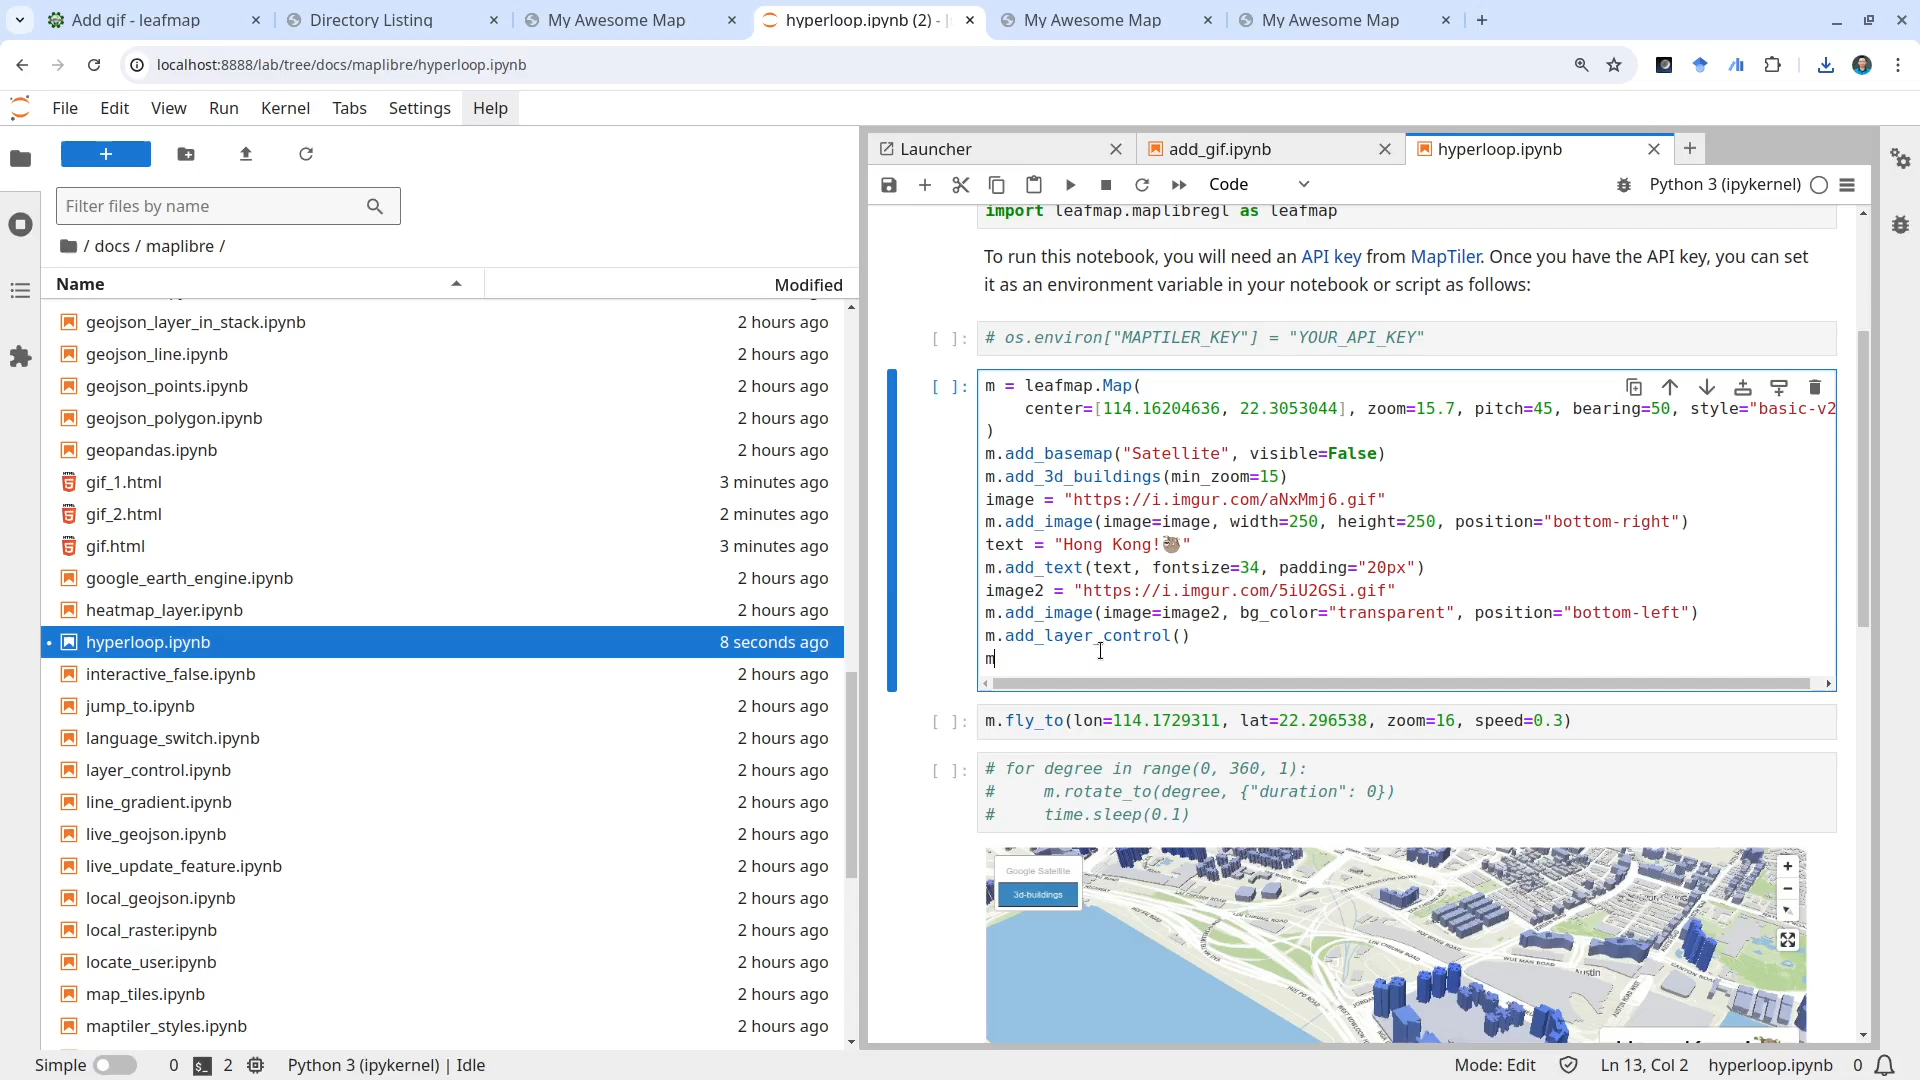 Add gif - leafmap
Directory Listing
My Awesome Map
hyperloop.ipynb (2) -
My Awesome Map
My Awesome Map
localhost:8888/lab/tree/docs/maplibre/hyperloop.ipynb
File Edit View Run Kernel Tabs Settings Help
Filter files by name
/ docs / maplibre /
Name Modified
geojson_layer_in_stack.ipynb 2 hours ago
geojson_line.ipynb 2 hours ago
geojson_points.ipynb 2 hours ago
geojson_polygon.ipynb 2 hours ago
geopandas.ipynb 2 hours ago
gif_1.html 3 minutes ago
gif_2.html 2 minutes ago
gif.html 3 minutes ago
google_earth_engine.ipynb 2 hours ago
heatmap_layer.ipynb 2 hours ago
hyperloop.ipynb 8 seconds ago
interactive_false.ipynb 2 hours ago
jump_to.ipynb 2 hours ago
language_switch.ipynb 2 hours ago
layer_control.ipynb 2 hours ago
line_gradient.ipynb 2 hours ago
live_geojson.ipynb 2 hours ago
live_update_feature.ipynb 2 hours ago
local_geojson.ipynb 2 hours ago
local_raster.ipynb 2 hours ago
locate_user.ipynb 2 hours ago
map_tiles.ipynb 2 hours ago
maptiler_styles.ipynb 2 hours ago
Launcher
add_gif.ipynb
hyperloop.ipynb
Code
Python 3 (ipykernel)
import leafmap.maplibregl as leafmap
To run this notebook, you will need an API key from MapTiler. Once you have the API key, you can set
it as an environment variable in your notebook or script as follows:
[ ]: # os.environ["MAPTILER_KEY"] = "YOUR_API_KEY"
[ ]: m = leafmap.Map(
center=[114.16204636, 22.3053044], zoom=15.7, pitch=45, bearing=50, style="basic-v2
)
m.add_basemap("Satellite", visible=False)
m.add_3d_buildings(min_zoom=15)
image = "https://i.imgur.com/aNxMmj6.gif"
m.add_image(image=image, width=250, height=250, position="bottom-right")
text = "Hong Kong!🦥"
m.add_text(text, fontsize=34, padding="20px")
image2 = "https://i.imgur.com/5iU2GSi.gif"
m.add_image(image=image2, bg_color="transparent", position="bottom-left")
m.add_layer_control()
m
[ ]: m.fly_to(lon=114.1729311, lat=22.296538, zoom=16, speed=0.3)
[ ]: # for degree in range(0, 360, 1):
# m.rotate_to(degree, {"duration": 0})
# time.sleep(0.1)
Google Satellite
3d-buildings
Austin
Simple 0 2 Python 3 (ipykernel) | Idle
Mode: Edit Ln 13, Col 2 hyperloop.ipynb 0